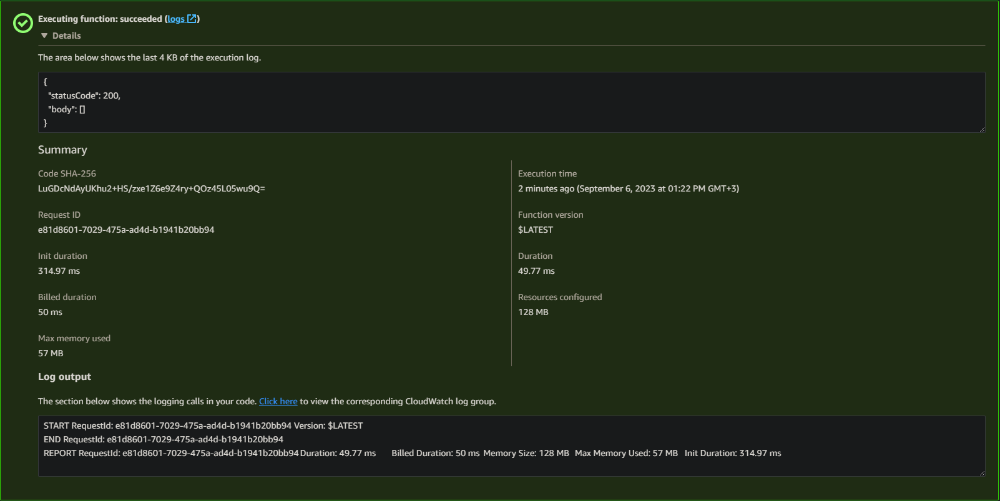 Executing function: succeeded (logs)
Details
The area below shows the last 4 KB of the execution log.
{
"statusCode": 200,
"body": []
}
Summary
Code SHA-256
LuGDcNdAyUKhu2+HS/zxe1Z6e9Z4ry+QOz45L05wu9Q=
Request ID
e81d8601-7029-475a-ad4d-b1941b20bb94
Init duration
314.97 ms
Billed duration
50 ms
Max memory used
57 MB
Execution time
2 minutes ago (September 6, 2023 at 01:22 PM GMT+3)
Function version
$LATEST
Duration
49.77 ms
Resources configured
128 MB
Log output
The section below shows the logging calls in your code. Click here to view the corresponding CloudWatch log group.
START RequestId: e81d8601-7029-475a-ad4d-b1941b20bb94 Version: $LATEST
END RequestId: e81d8601-7029-475a-ad4d-b1941b20bb94
REPORT RequestId: e81d8601-7029-475a-ad4d-b1941b20bb94 Duration: 49.77 ms Billed Duration: 50 ms Memory Size: 128 MB Max Memory Used: 57 MB Init Duration: 314.97 ms